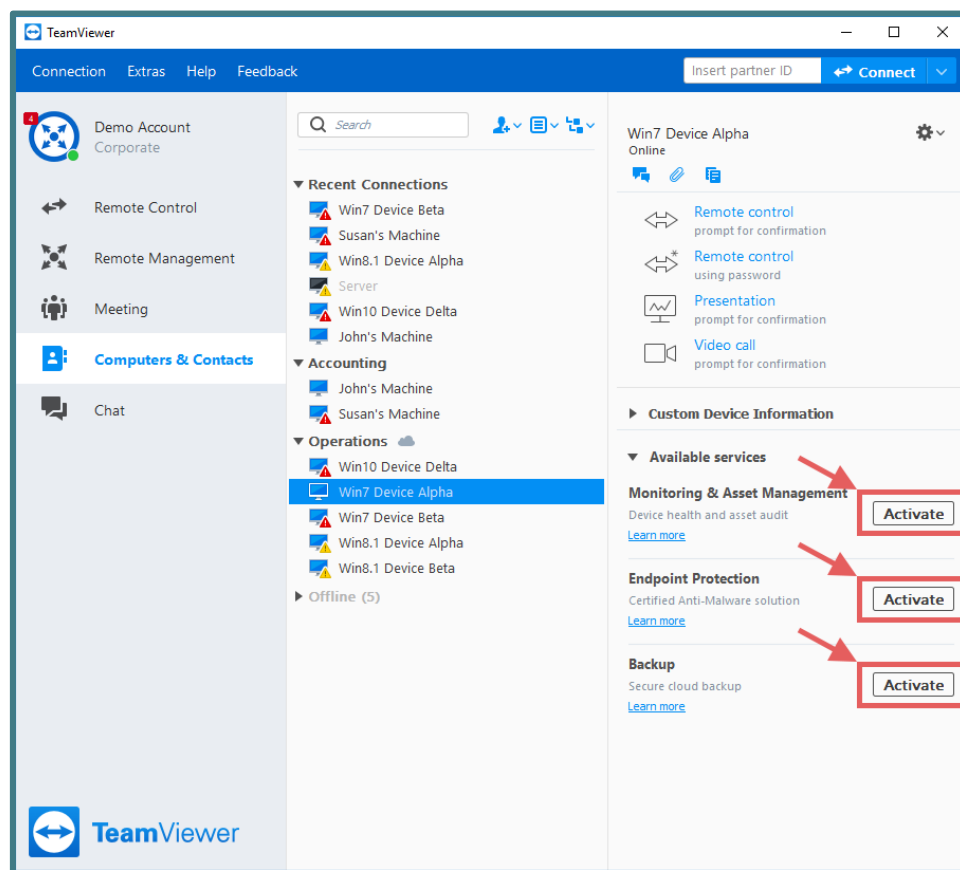 TeamViewer
Connection Extras Help Feedback
Insert partner ID Connect
4
Demo Account
Corporate
Remote Control
Remote Management
Meeting
Computers & Contacts
Chat
TeamViewer
Search
Recent Connections
Win7 Device Beta
Susan's Machine
Win8.1 Device Alpha
Server
Win10 Device Delta
John's Machine
Accounting
John's Machine
Susan's Machine
Operations
Win10 Device Delta
Win7 Device Alpha
Win7 Device Beta
Win8.1 Device Alpha
Win8.1 Device Beta
Offline (5)
Win7 Device Alpha
Online
Remote control
prompt for confirmation
Remote control
using password
Presentation
prompt for confirmation
Video call
prompt for confirmation
Custom Device Information
Available services
Monitoring & Asset Management
Device health and asset audit
Learn more
Activate
Endpoint Protection
Certified Anti-Malware solution
Learn more
Activate
Backup
Secure cloud backup
Learn more
Activate